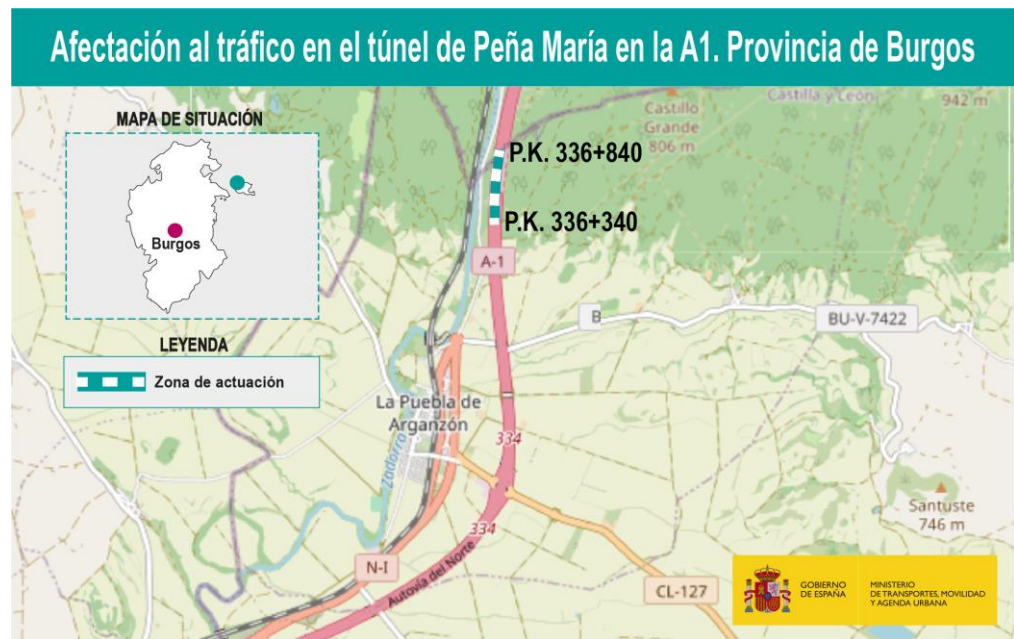 Afectación al tráfico en el túnel de Peña María en la A1. Provincia de Burgos
MAPA DE SITUACIÓN
Burgos
LEYENDA
Zona de actuación
Castillo
Grande
806 m
Castilla y León
942 m
P.K. 336+840
P.K. 336+340
A-1
B
BU-V-7422
La Puebla de
Arganzón
Zadorra
334
334
Santuste
746 m
N-I
Autovía del Norte
CL-127
GOBIERNO
DE ESPAÑA
MINISTERIO
DE TRANSPORTES, MOVILIDAD
Y AGENDA URBANA